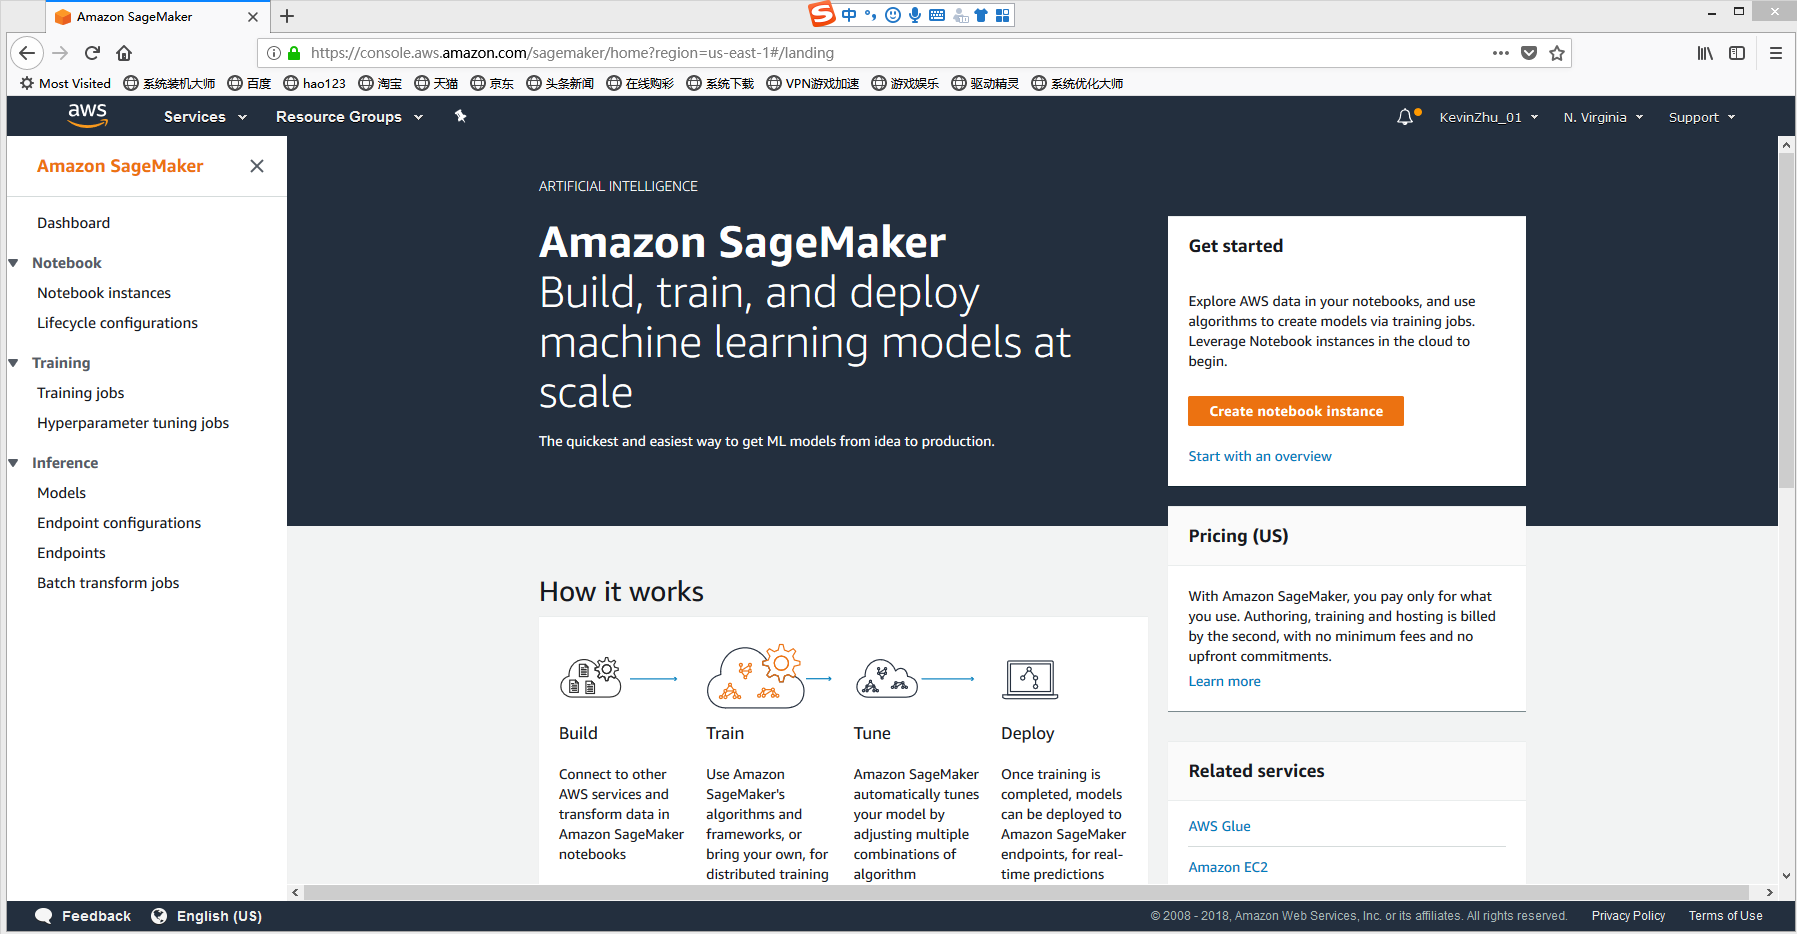 Amazon SageMaker
中
https://console.aws.amazon.com/sagemaker/home?region=us-east-1#/landing
Most Visited 系统装机大师 百度 hao123 淘宝 天猫 京东 头条新闻 在线购彩 系统下载 VPN游戏加速 游戏娱乐 驱动精灵 系统优化大师
aws Services Resource Groups KevinZhu_01 N. Virginia Support
Amazon SageMaker
Dashboard
Notebook
Notebook instances
Lifecycle configurations
Training
Training jobs
Hyperparameter tuning jobs
Inference
Models
Endpoint configurations
Endpoints
Batch transform jobs
ARTIFICIAL INTELLIGENCE
Amazon SageMaker
Build, train, and deploy
machine learning models at
scale
The quickest and easiest way to get ML models from idea to production.
Get started
Explore AWS data in your notebooks, and use
algorithms to create models via training jobs.
Leverage Notebook instances in the cloud to
begin.
Create notebook instance
Start with an overview
Pricing (US)
With Amazon SageMaker, you pay only for what
you use. Authoring, training and hosting is billed
by the second, with no minimum fees and no
upfront commitments.
Learn more
Related services
AWS Glue
Amazon EC2
How it works
Build
Connect to other
AWS services and
transform data in
Amazon SageMaker
notebooks
Train
Use Amazon
SageMaker's
algorithms and
frameworks, or
bring your own, for
distributed training
Tune
Amazon SageMaker
automatically tunes
your model by
adjusting multiple
combinations of
algorithm
Deploy
Once training is
completed, models
can be deployed to
Amazon SageMaker
endpoints, for real-
time predictions
Feedback English (US) © 2008 - 2018, Amazon Web Services, Inc. or its affiliates. All rights reserved. Privacy Policy Terms of Use